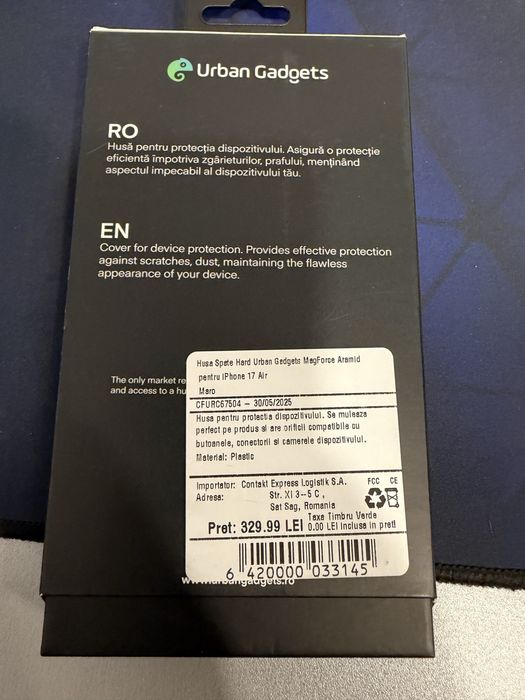 Urban Gadgets
RO
Husă pentru protecția dispozitivului. Asigură o protecție
eficientă împotriva zgârieturilor, prafului, menținând
aspectul impecabil al dispozitivului tău.
EN
Cover for device protection. Provides effective protection
against scratches, dust, maintaining the flawless
appearance of your device.
The only market re
and access to a hu
Husa Spate Hard Urban Gadgets MagForce Aramid
pentru iPhone 17 Air
Maro
CFURC67504 - 30/05/2025
Husa pentru protectia dispozitivului. Se muleaza
perfect pe produs si are orificii compatibile cu
butoanele, conectorii si camerele dispozitivului.
Material: Plastic
Importator: Contakt Express Logistik S.A.
FCC CE
Adresa: Str. XI 3--5 C ,
Sat Sag, Romania
Taxa Timbru Verde
Pret: 329.99 LEI 0.00 LEI inclusa in pret!
6 420000 033145
www.urbangadgets.ro